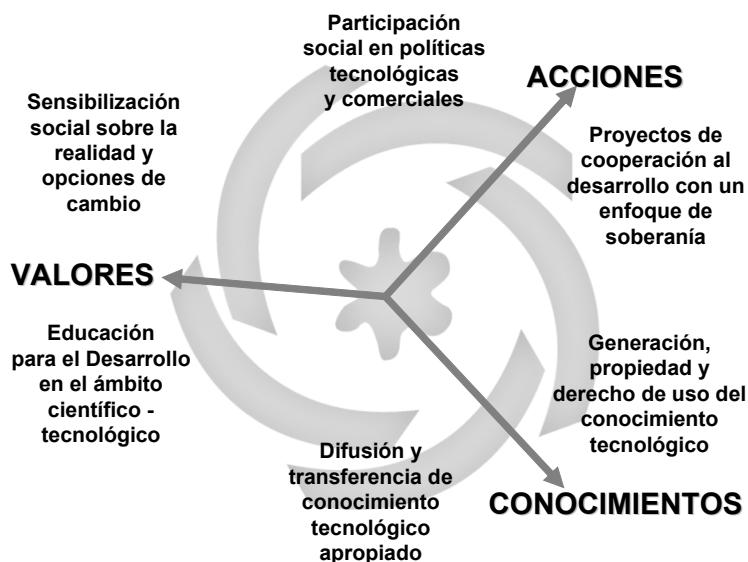 Participación
social en políticas
tecnológicas
y comerciales
ACCIONES
Sensibilización
social sobre la
realidad y
opciones de
cambio
Proyectos de
cooperación al
desarrollo con un
enfoque de
soberanía
VALORES
Educación
para el Desarrollo
en el ámbito
científico -
tecnológico
Generación,
propiedad y
derecho de uso del
conocimiento
tecnológico
Difusión y
transferencia de
conocimiento
tecnológico
apropiado
CONOCIMIENTOS